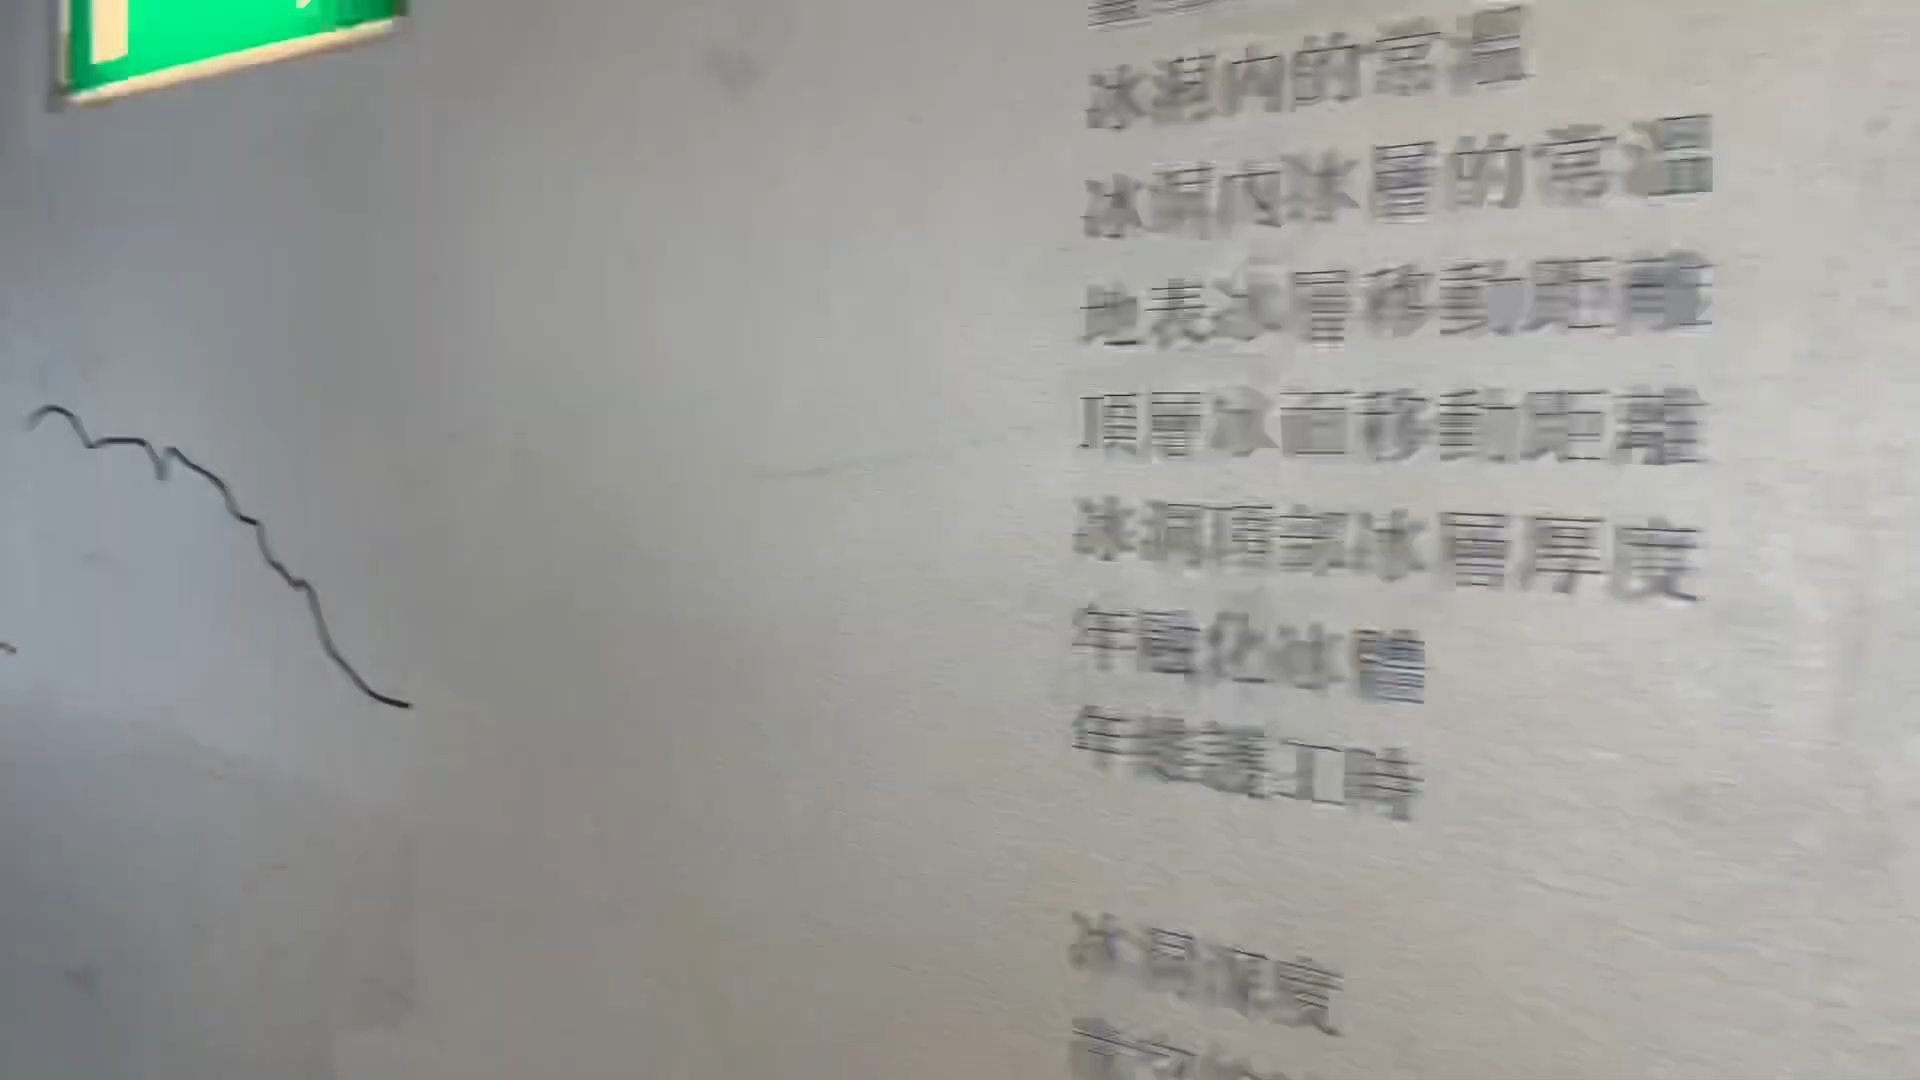 冰洞內的常溫
冰洞內冰層的常溫
地表冰層移動距離
頂層冰面移動距離
冰洞底部冰層厚度
年融化冰體
年維護工時
冰層深度